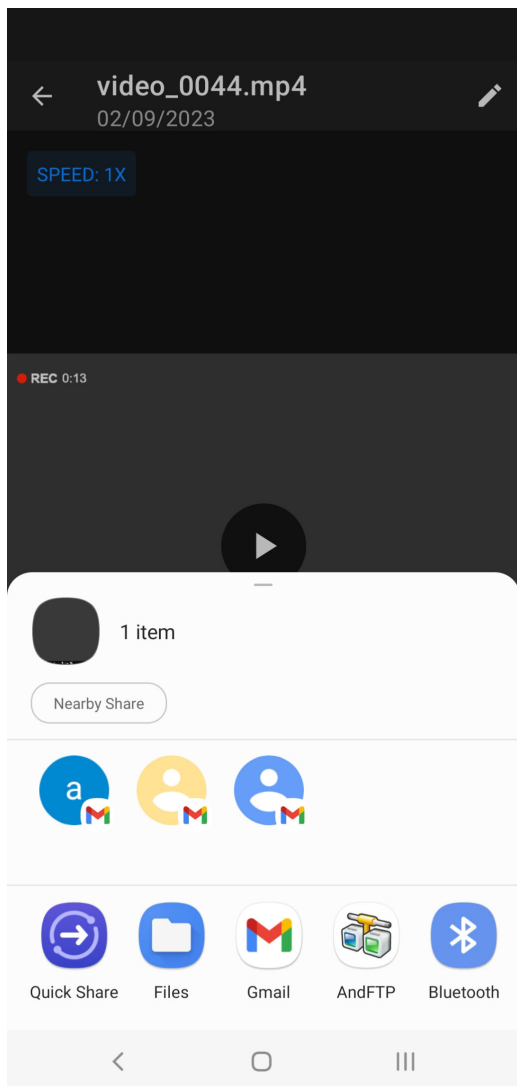 video_0044.mp4
02/09/2023
SPEED: 1X
REC 0:13
1 item
Nearby Share
a
Quick Share
Files
Gmail
AndFTP
Bluetooth